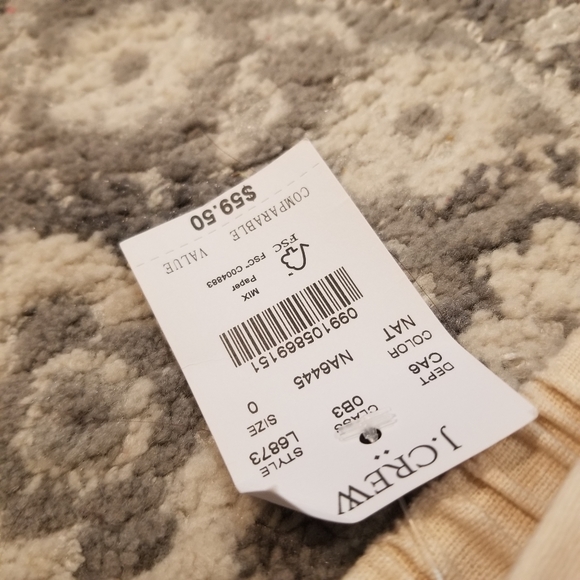 J.CREW
STYLE CLASS DEPT
L6873 0B3 CA6
SIZE COLOR
0 NA6445 NAT
099105869151
MIX
Paper
FSC FSC® C004883
COMPARABLE VALUE
$59.50